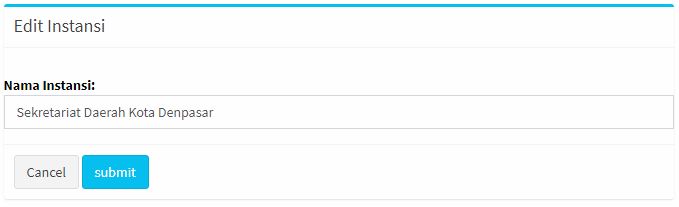 Edit Instansi
Nama Instansi:
Sekretariat Daerah Kota Denpasar
Cancel submit